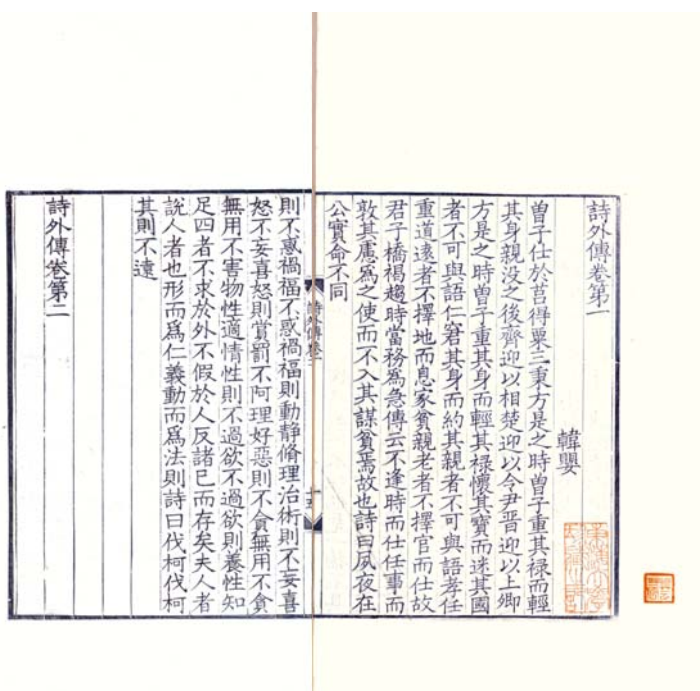 詩外傳卷第一
韓嬰
曾子仕於莒得粟三秉方是之時曾子重其禄而輕
其身親没之後齊迎以相楚迎以令尹晉迎以上卿
方是之時曾子重其身而輕其禄懷其寶而迷其國
者不可與語仁窘其身而約其親者不可與語孝任
重道遠者不擇地而息家貧親老者不擇官而仕故
君子橋褐趨時當務爲急傳云不逢時而仕任事而
敦其慮爲之使而不入其謀貧焉故也詩曰夙夜在
公實命不同
詩外傳卷
則不惑禍福不惑禍福則動静脩理治術則不妄喜
怒不妄喜怒則賞罰不阿理好惡則不貪無用不貪
無用不害物性適情性則不過欲不過欲則養性知
足四者不求於外不假於人反諸己而存矣夫人者
說人者也形而爲仁義動而爲法則詩曰伐柯伐柯
其則不遠
詩外傳卷第二